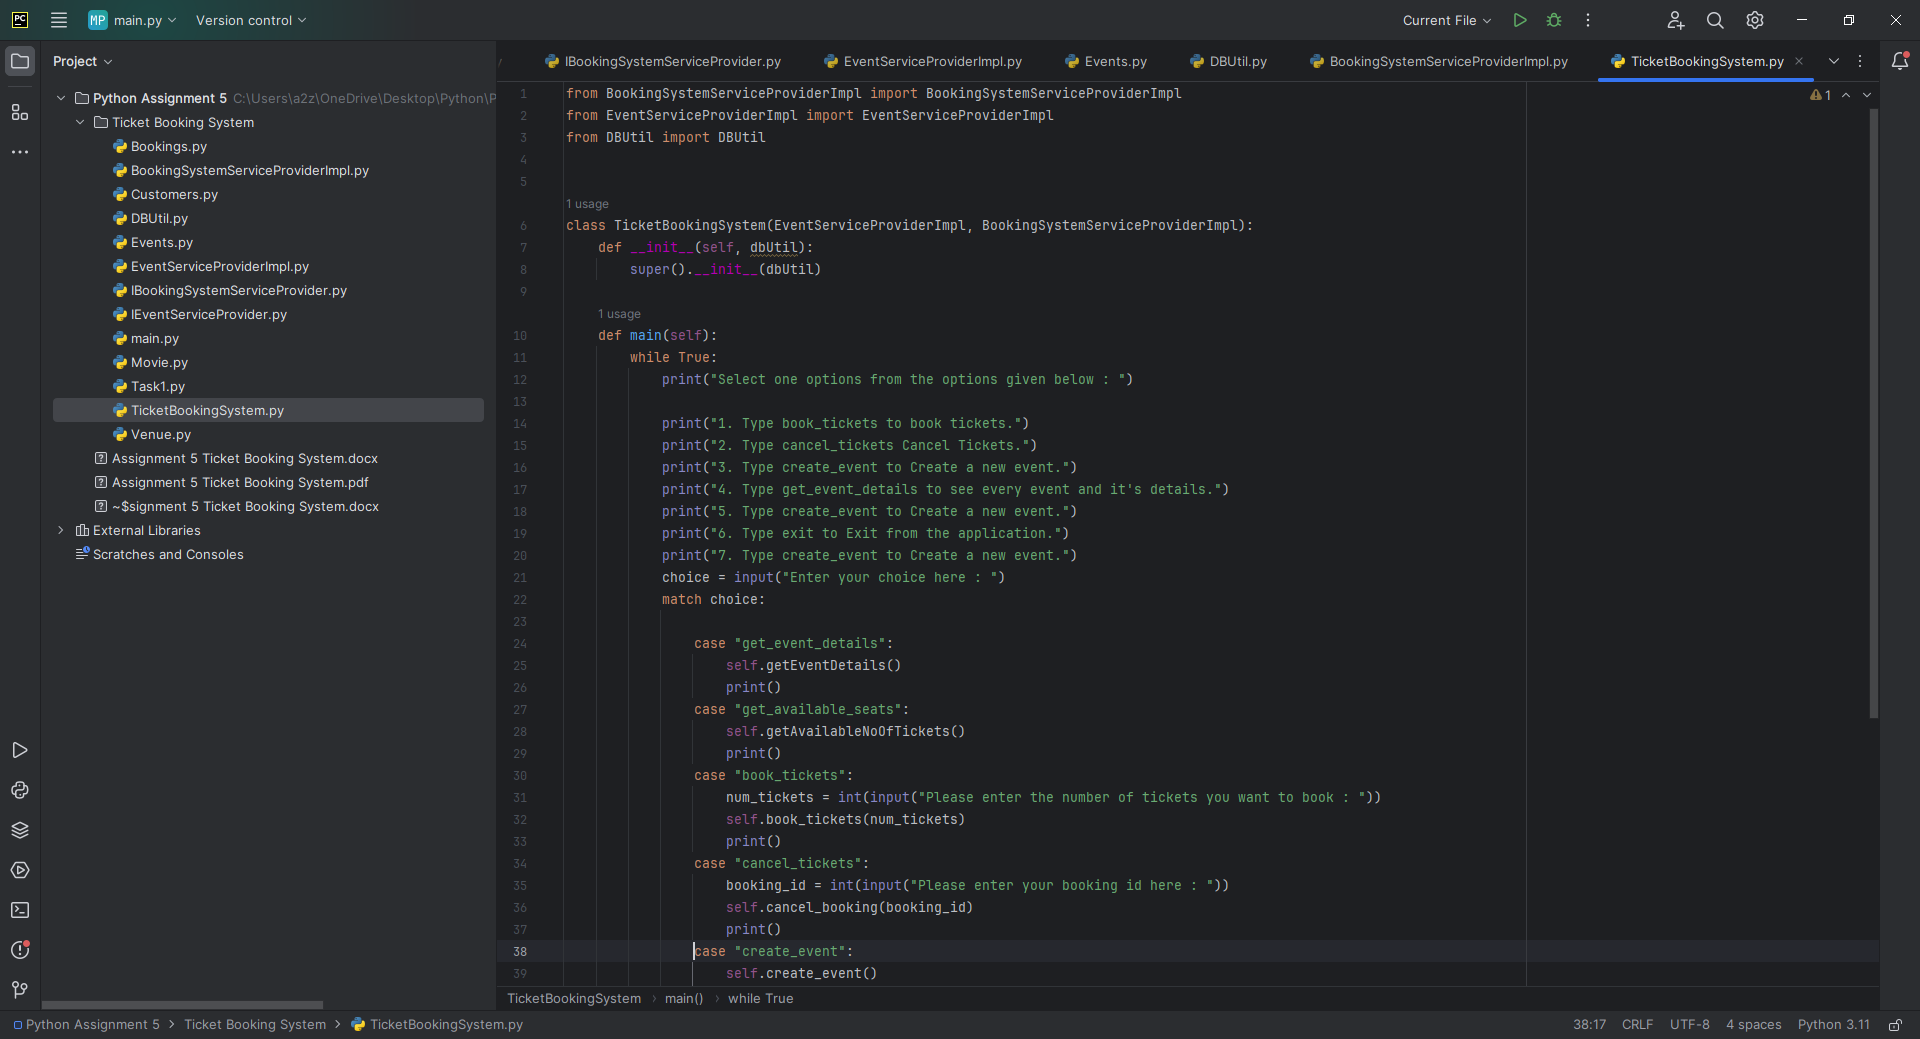 PC
MP main.py Version control Current File
Project
Python Assignment 5 C:\Users\a2z\OneDrive\Desktop\Python\P
Ticket Booking System
Bookings.py
BookingSystemServiceProviderImpl.py
Customers.py
DBUtil.py
Events.py
EventServiceProviderImpl.py
IBookingSystemServiceProvider.py
IEventServiceProvider.py
main.py
Movie.py
Task1.py
TicketBookingSystem.py
Venue.py
Assignment 5 Ticket Booking System.docx
Assignment 5 Ticket Booking System.pdf
~$signment 5 Ticket Booking System.docx
External Libraries
Scratches and Consoles
IBookingSystemServiceProvider.py EventServiceProviderImpl.py Events.py DBUtil.py BookingSystemServiceProviderImpl.py TicketBookingSystem.py
1
1 from BookingSystemServiceProviderImpl import BookingSystemServiceProviderImpl
2 from EventServiceProviderImpl import EventServiceProviderImpl
3 from DBUtil import DBUtil
4
5
1 usage
6 class TicketBookingSystem(EventServiceProviderImpl, BookingSystemServiceProviderImpl):
7 def __init__(self, dbUtil):
8 super().__init__(dbUtil)
9
1 usage
10 def main(self):
11 while True:
12 print("Select one options from the options given below : ")
13
14 print("1. Type book_tickets to book tickets.")
15 print("2. Type cancel_tickets Cancel Tickets.")
16 print("3. Type create_event to Create a new event.")
17 print("4. Type get_event_details to see every event and it's details.")
18 print("5. Type create_event to Create a new event.")
19 print("6. Type exit to Exit from the application.")
20 print("7. Type create_event to Create a new event.")
21 choice = input("Enter your choice here : ")
22 match choice:
23
24 case "get_event_details":
25 self.getEventDetails()
26 print()
27 case "get_available_seats":
28 self.getAvailableNoOfTickets()
29 print()
30 case "book_tickets":
31 num_tickets = int(input("Please enter the number of tickets you want to book : "))
32 self.book_tickets(num_tickets)
33 print()
34 case "cancel_tickets":
35 booking_id = int(input("Please enter your booking id here : "))
36 self.cancel_booking(booking_id)
37 print()
38 case "create_event":
39 self.create_event()
TicketBookingSystem › main() › while True
Python Assignment 5 › Ticket Booking System › TicketBookingSystem.py 38:17 CRLF UTF-8 4 spaces Python 3.11